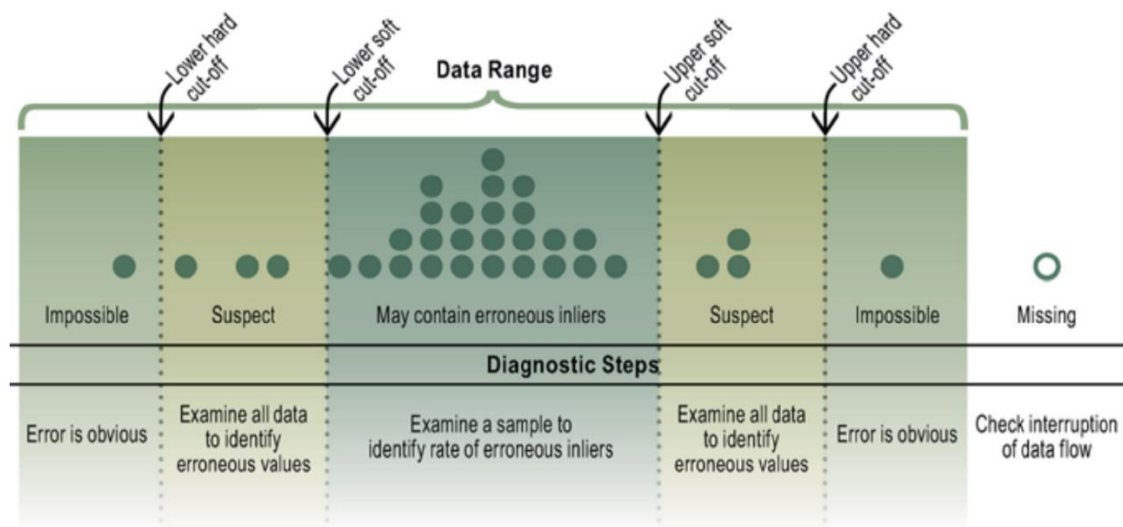 Lower hard
cut-off
Lower soft
cut-off
Data Range
Upper soft
cut-off
Upper hard
cut-off
Impossible
Suspect
May contain erroneous inliers
Suspect
Impossible
Missing
Diagnostic Steps
Error is obvious
Examine all data
to identify
erroneous values
Examine a sample to
identify rate of erroneous inliers
Examine all data
to identify
erroneous values
Error is obvious
Check interruption
of data flow